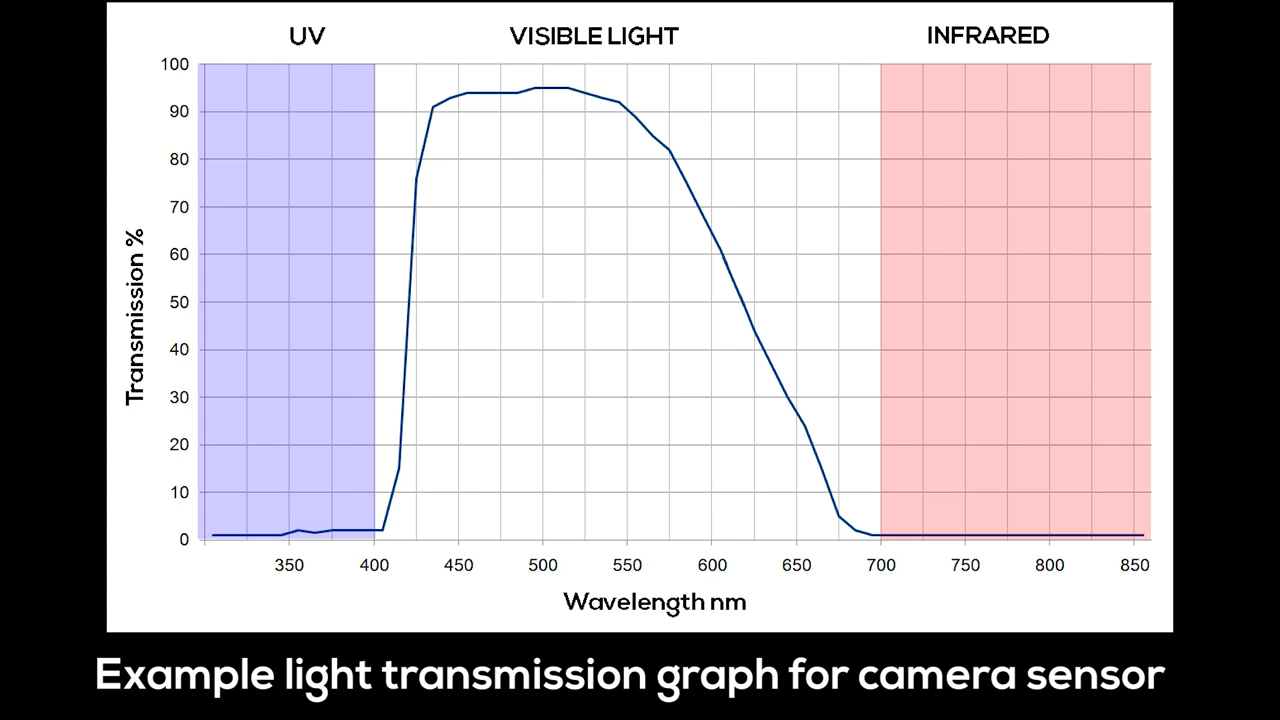 UV VISIBLE LIGHT INFRARED
100
90
80
70
60
50
40
30
20
10
0
Transmission %
350 400 450 500 550 600 650 700 750 800 850
Wavelength nm
Example light transmission graph for camera sensor